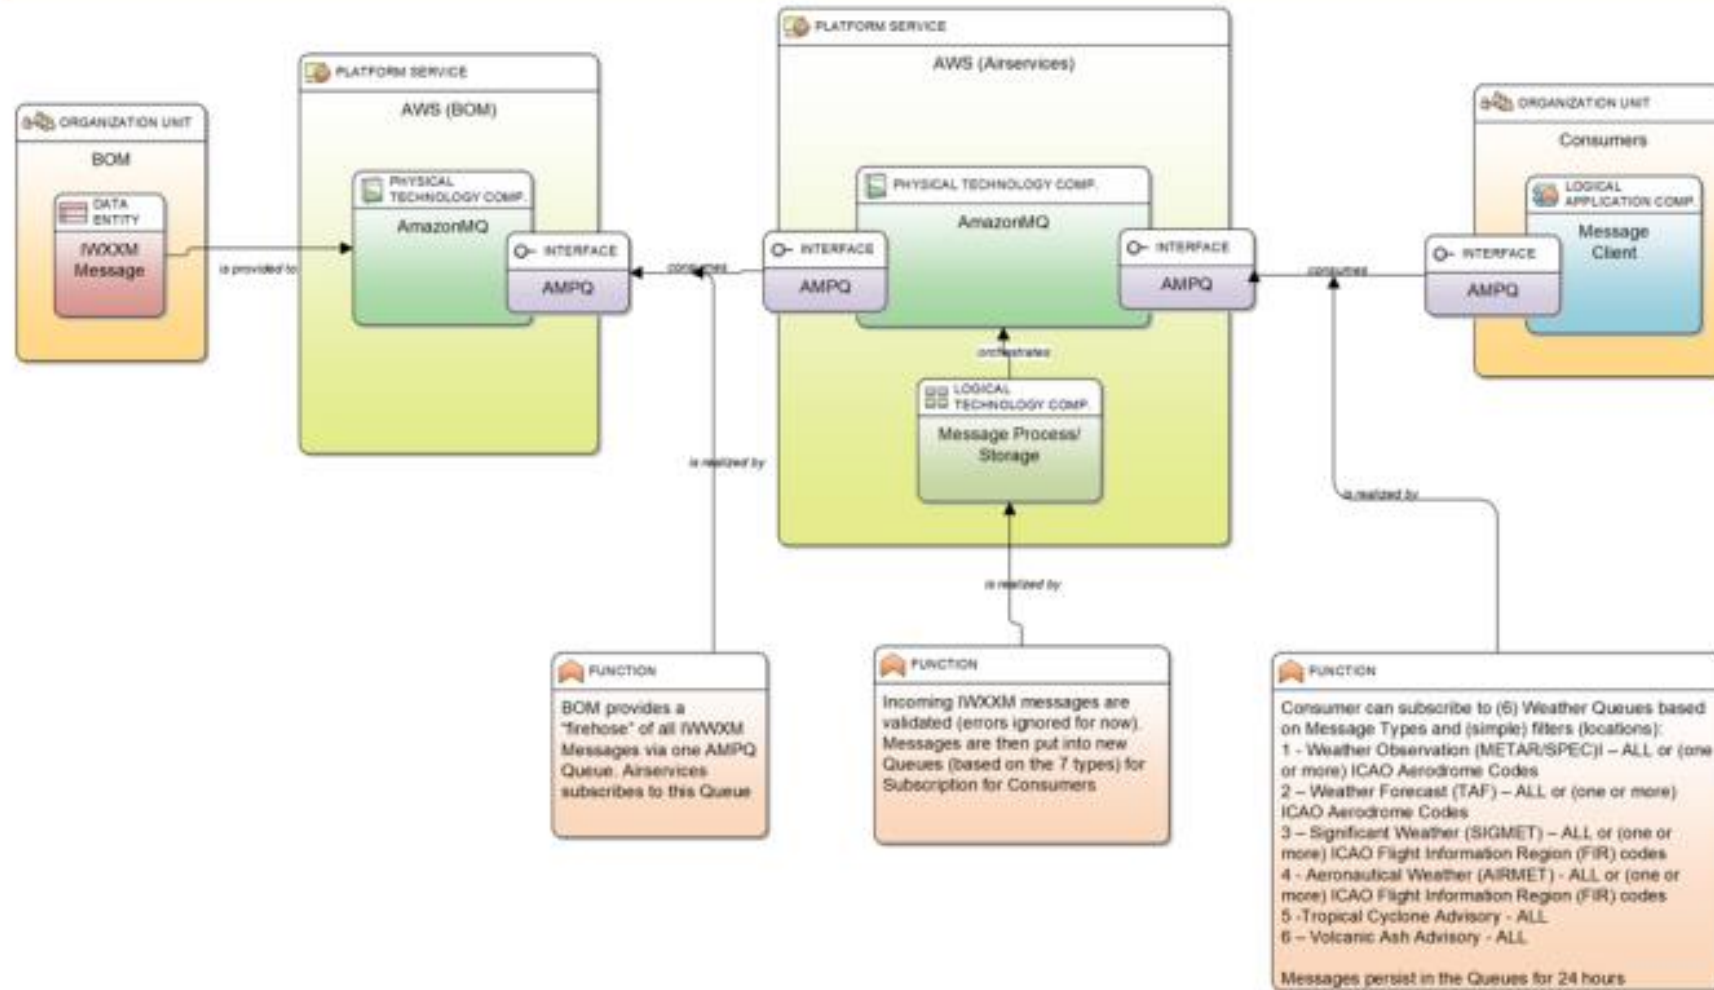 ORGANIZATION UNIT
BOM
DATA
ENTITY
IWXXM
Message
is provided to
PLATFORM SERVICE
AWS (BOM)
PHYSICAL
TECHNOLOGY COMP.
AmazonMQ
INTERFACE
AMPQ
consumes
is realized by
PLATFORM SERVICE
AWS (Airservices)
INTERFACE
AMPQ
PHYSICAL TECHNOLOGY COMP.
AmazonMQ
INTERFACE
AMPQ
orchestrates
LOGICAL
TECHNOLOGY COMP.
Message Process/
Storage
is realized by
consumes
is realized by
ORGANIZATION UNIT
Consumers
LOGICAL
APPLICATION COMP.
Message
Client
INTERFACE
AMPQ
FUNCTION
BOM provides a
"firehose" of all IWWXM
Messages via one AMPQ
Queue. Airservices
subscribes to this Queue
FUNCTION
Incoming IWXXM messages are
validated (errors ignored for now).
Messages are then put into new
Queues (based on the 7 types) for
Subscription for Consumers
FUNCTION
Consumer can subscribe to (6) Weather Queues based
on Message Types and (simple) filters (locations):
1 - Weather Observation (METAR/SPEC)I – ALL or (one
or more) ICAO Aerodrome Codes
2 – Weather Forecast (TAF) – ALL or (one or more)
ICAO Aerodrome Codes
3 – Significant Weather (SIGMET) – ALL or (one or
more) ICAO Flight Information Region (FIR) codes
4 - Aeronautical Weather (AIRMET) - ALL or (one or
more) ICAO Flight Information Region (FIR) codes
5 -Tropical Cyclone Advisory - ALL
6 – Volcanic Ash Advisory - ALL
Messages persist in the Queues for 24 hours